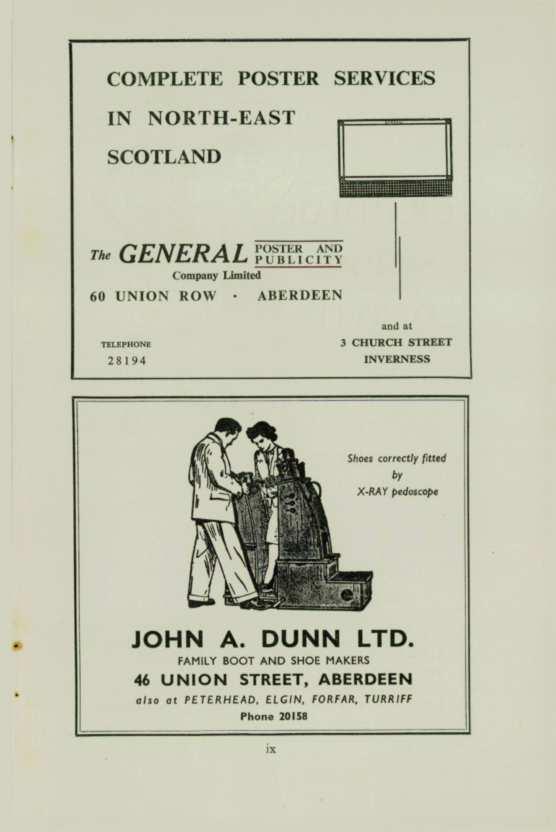 COMPLETE POSTER SERVICES
IN NORTH-EAST
SCOTLAND
The GENERAL POSTER AND PUBLICITY
Company Limited
60 UNION ROW · ABERDEEN
TELEPHONE
28194
and at
3 CHURCH STREET
INVERNESS
Shoes correctly fitted
by
X-RAY pedoscope
JOHN A. DUNN LTD.
FAMILY BOOT AND SHOE MAKERS
46 UNION STREET, ABERDEEN
also at PETERHEAD, ELGIN, FORFAR, TURRIFF
Phone 20158
ix